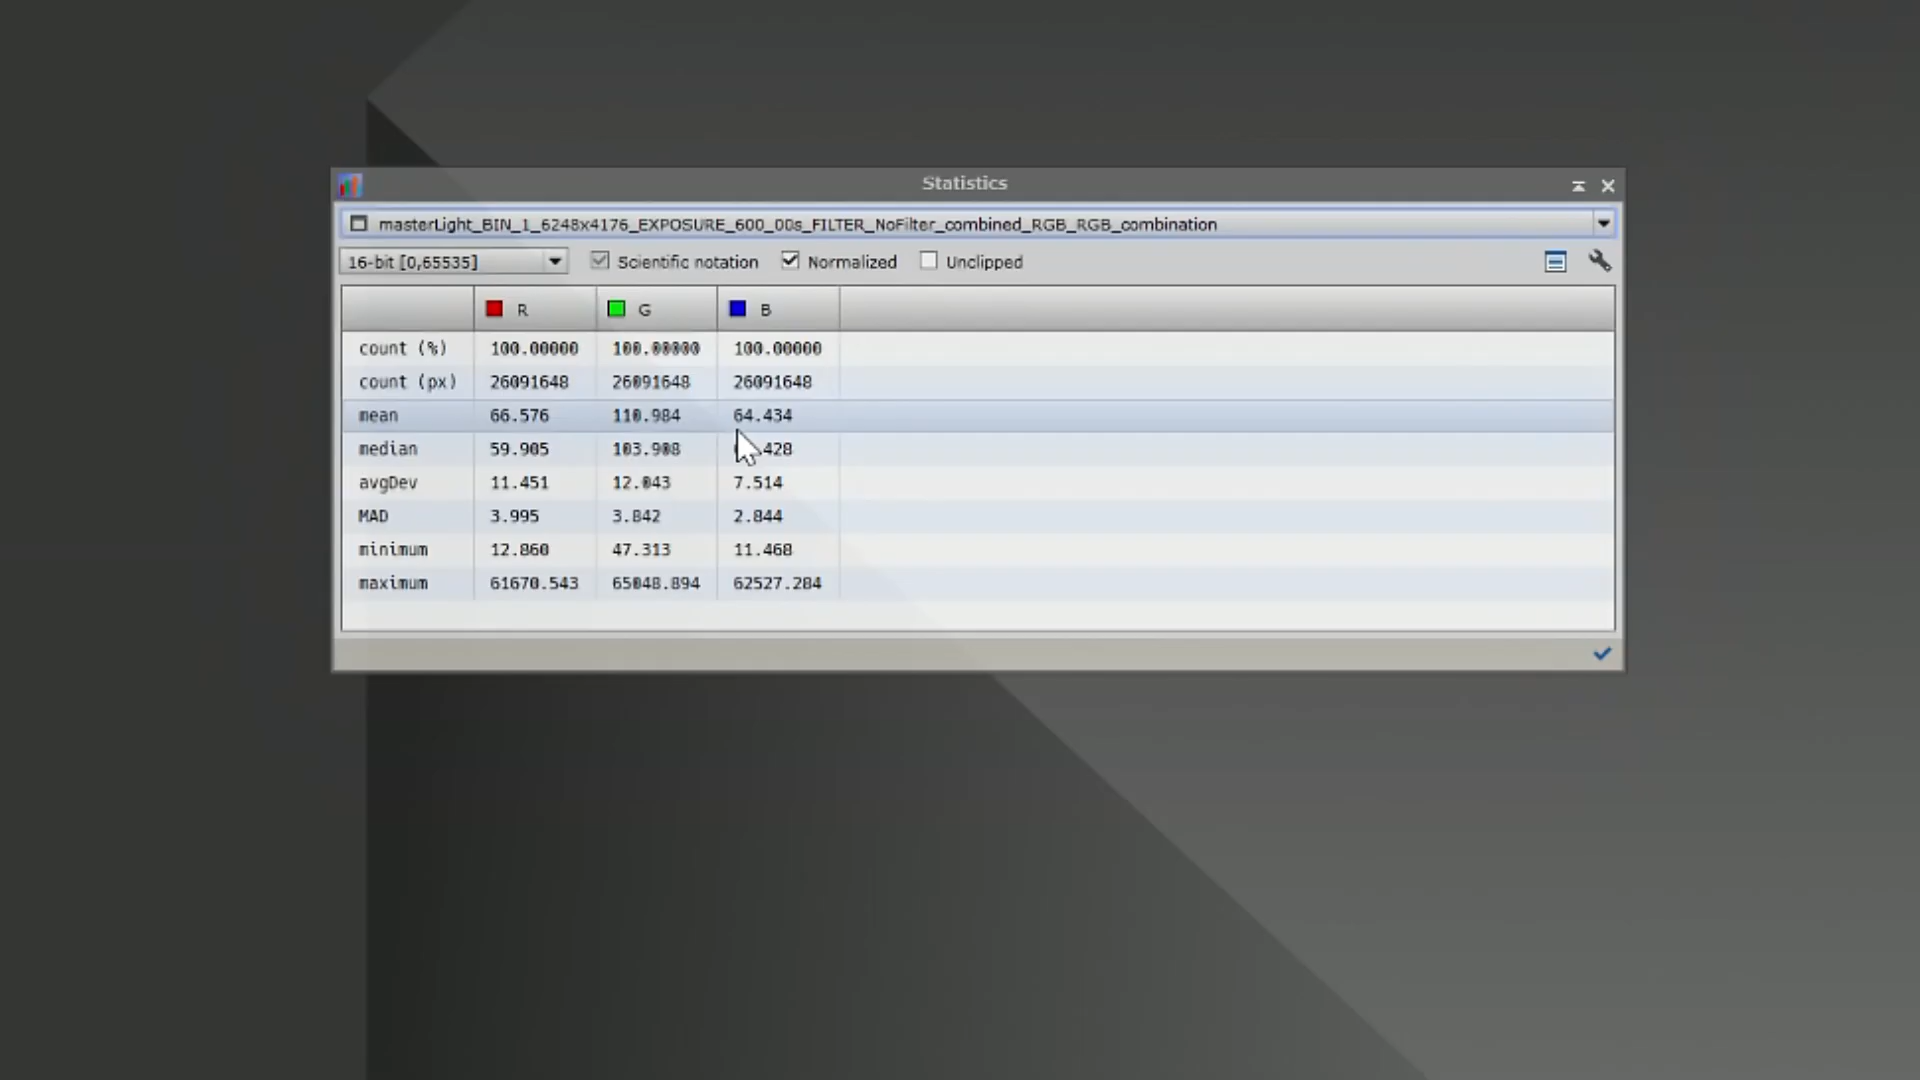 Statistics
masterLight_BIN_1_6248x4176_EXPOSURE_600_00s_FILTER_NoFilter_combined_RGB_RGB_combination
16-bit [0,65535] Scientific notation Normalized Unclipped
R G B
count (%) 100.00000 100.00000 100.00000
count (px) 26091648 26091648 26091648
mean 66.576 110.984 64.434
median 59.905 103.908 .428
avgDev 11.451 12.043 7.514
MAD 3.995 3.842 2.844
minimum 12.860 47.313 11.468
maximum 61670.543 65048.894 62527.284